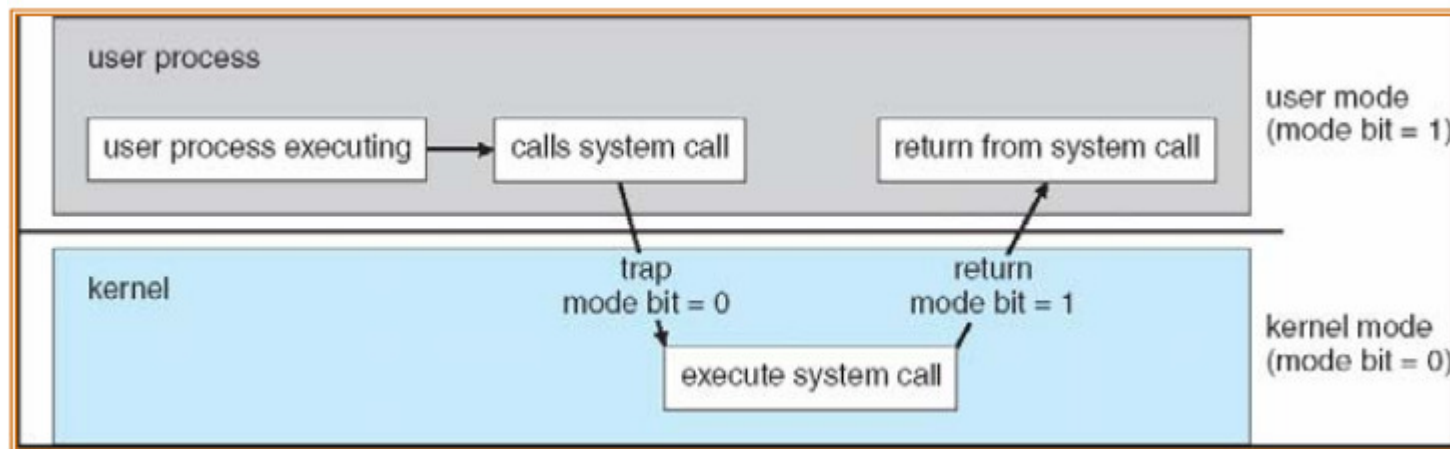 user process
user process executing
calls system call
return from system call
user mode
(mode bit = 1)
kernel
trap
mode bit = 0
return
mode bit = 1
execute system call
kernel mode
(mode bit = 0)